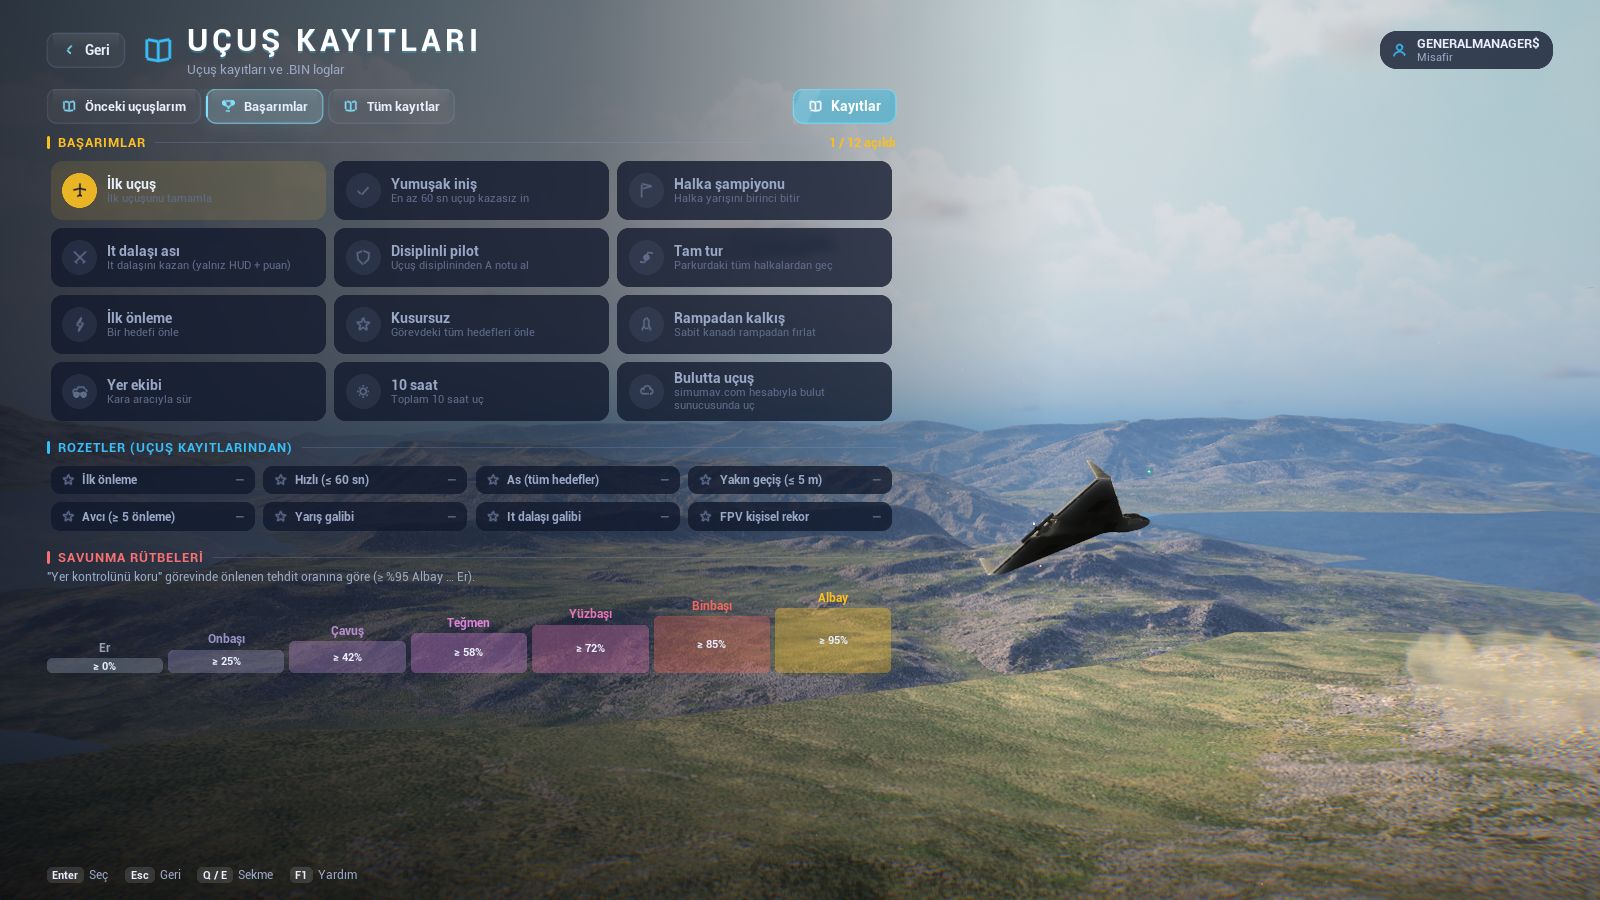 Geri
UÇUŞ KAYITLARI
Uçuş kayıtları ve .BIN loglar
GENERALMANAGER$
Misafir
Önceki uçuşlarım
Başarımlar
Tüm kayıtlar
Kayıtlar
BAŞARIMLAR
1 / 12 açıldı
İlk uçuş
İlk uçuşunu tamamla
Yumuşak iniş
En az 60 sn uçup kazasız in
Halka şampiyonu
Halka yarışını birinci bitir
It dalaşı ası
It dalaşını kazan (yalnız HUD + puan)
Disiplinli pilot
Uçuş disiplininden A notu al
Tam tur
Parkurdaki tüm halkalardan geç
İlk önleme
Bir hedefi önle
Kusursuz
Görevdeki tüm hedefleri önle
Rampadan kalkış
Sabit kanadı rampadan fırlat
Yer ekibi
Kara aracıyla sür
10 saat
Toplam 10 saat uç
Bulutta uçuş
simumav.com hesabıyla bulut
sunucusunda uç
ROZETLER (UÇUŞ KAYITLARINDAN)
İlk önleme –
Hızlı (≤ 60 sn) –
As (tüm hedefler) –
Yakın geçiş (≤ 5 m) –
Avcı (≥ 5 önleme) –
Yarış galibi –
It dalaşı galibi –
FPV kişisel rekor –
SAVUNMA RÜTBELERİ
"Yer kontrolünü koru" görevinde önlenen tehdit oranına göre (≥ %95 Albay ... Er).
Er
≥ 0%
Onbaşı
≥ 25%
Çavuş
≥ 42%
Teğmen
≥ 58%
Yüzbaşı
≥ 72%
Binbaşı
≥ 85%
Albay
≥ 95%
Enter Seç
Esc Geri
Q / E Sekme
F1 Yardım